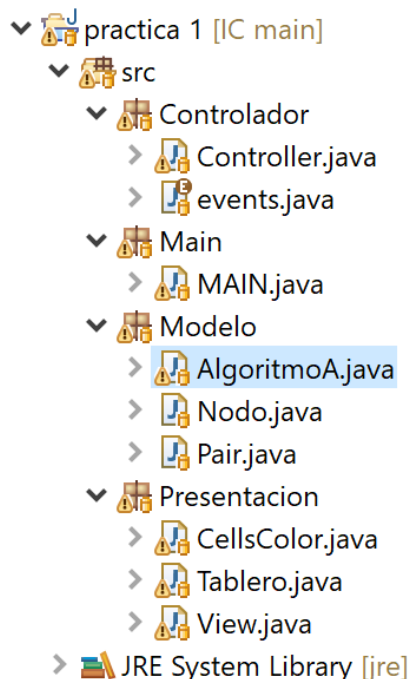 practica 1 [IC main]
src
Controlador
Controller.java
events.java
Main
MAIN.java
Modelo
AlgoritmoA.java
Nodo.java
Pair.java
Presentacion
CellsColor.java
Tablero.java
View.java
JRE System Library [jre]